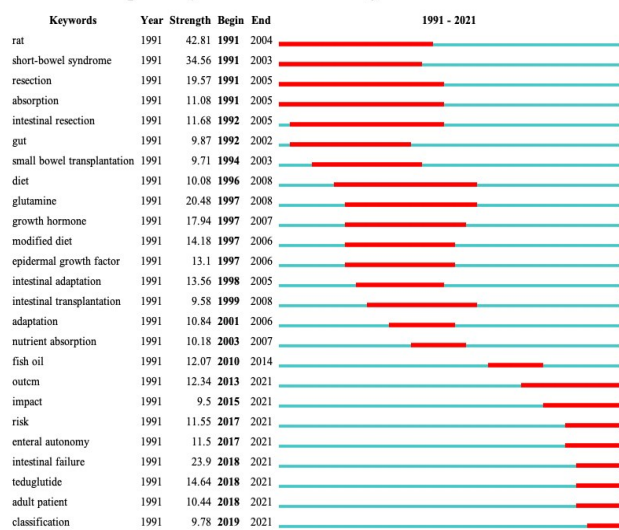 Keywords Year Strength Begin End 1991 - 2021
rat 1991 42.81 1991 2004
short-bowel syndrome 1991 34.56 1991 2003
resection 1991 19.57 1991 2005
absorption 1991 11.08 1991 2005
intestinal resection 1991 11.68 1992 2005
gut 1991 9.87 1992 2002
small bowel transplantation 1991 9.71 1994 2003
diet 1991 10.08 1996 2008
glutamine 1991 20.48 1997 2008
growth hormone 1991 17.94 1997 2007
modified diet 1991 14.18 1997 2006
epidermal growth factor 1991 13.1 1997 2006
intestinal adaptation 1991 13.56 1998 2005
intestinal transplantation 1991 9.58 1999 2008
adaptation 1991 10.84 2001 2006
nutrient absorption 1991 10.18 2003 2007
fish oil 1991 12.07 2010 2014
outcm 1991 12.34 2013 2021
impact 1991 9.5 2015 2021
risk 1991 11.55 2017 2021
enteral autonomy 1991 11.5 2017 2021
intestinal failure 1991 23.9 2018 2021
teduglutide 1991 14.64 2018 2021
adult patient 1991 10.44 2018 2021
classification 1991 9.78 2019 2021